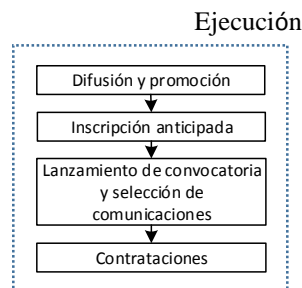 Ejecución
Difusión y promoción
Inscripción anticipada
Lanzamiento de convocatoria
y selección de
comunicaciones
Contrataciones